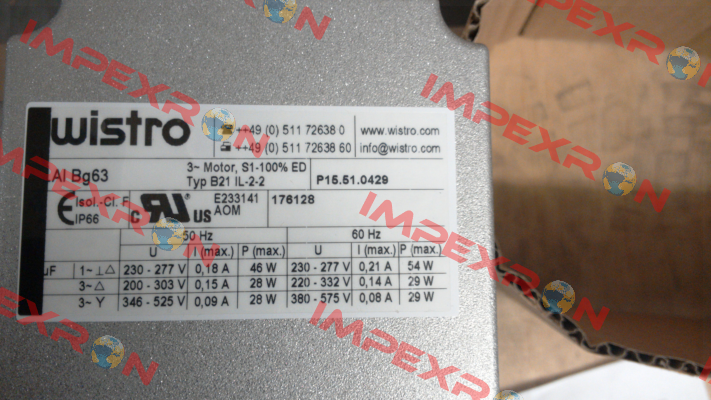 wistro
++49 (0) 511 72638 0
www.wistro.com
++49 (0) 511 72638 60
info@wistro.com
AI Bg63
3~ Motor, S1-100% ED
Typ B21 IL-2-2
P15.51.0429
CE Isol.-Cl. F
IP66
C RU US
E233141
AOM
176128
50 Hz 60 Hz
U I (max.) P (max.) U I (max.) P (max.)
µF 1~ ⊥△ 230 - 277 V 0,18 A 46 W 230 - 277 V 0,21 A 54 W
3~ △ 200 - 303 V 0,15 A 28 W 220 - 332 V 0,14 A 29 W
3~ Y 346 - 525 V 0,09 A 28 W 380 - 575 V 0,08 A 29 W
IMPEXRON
IMPEXRON
IMPEXRON
IMPEXRON